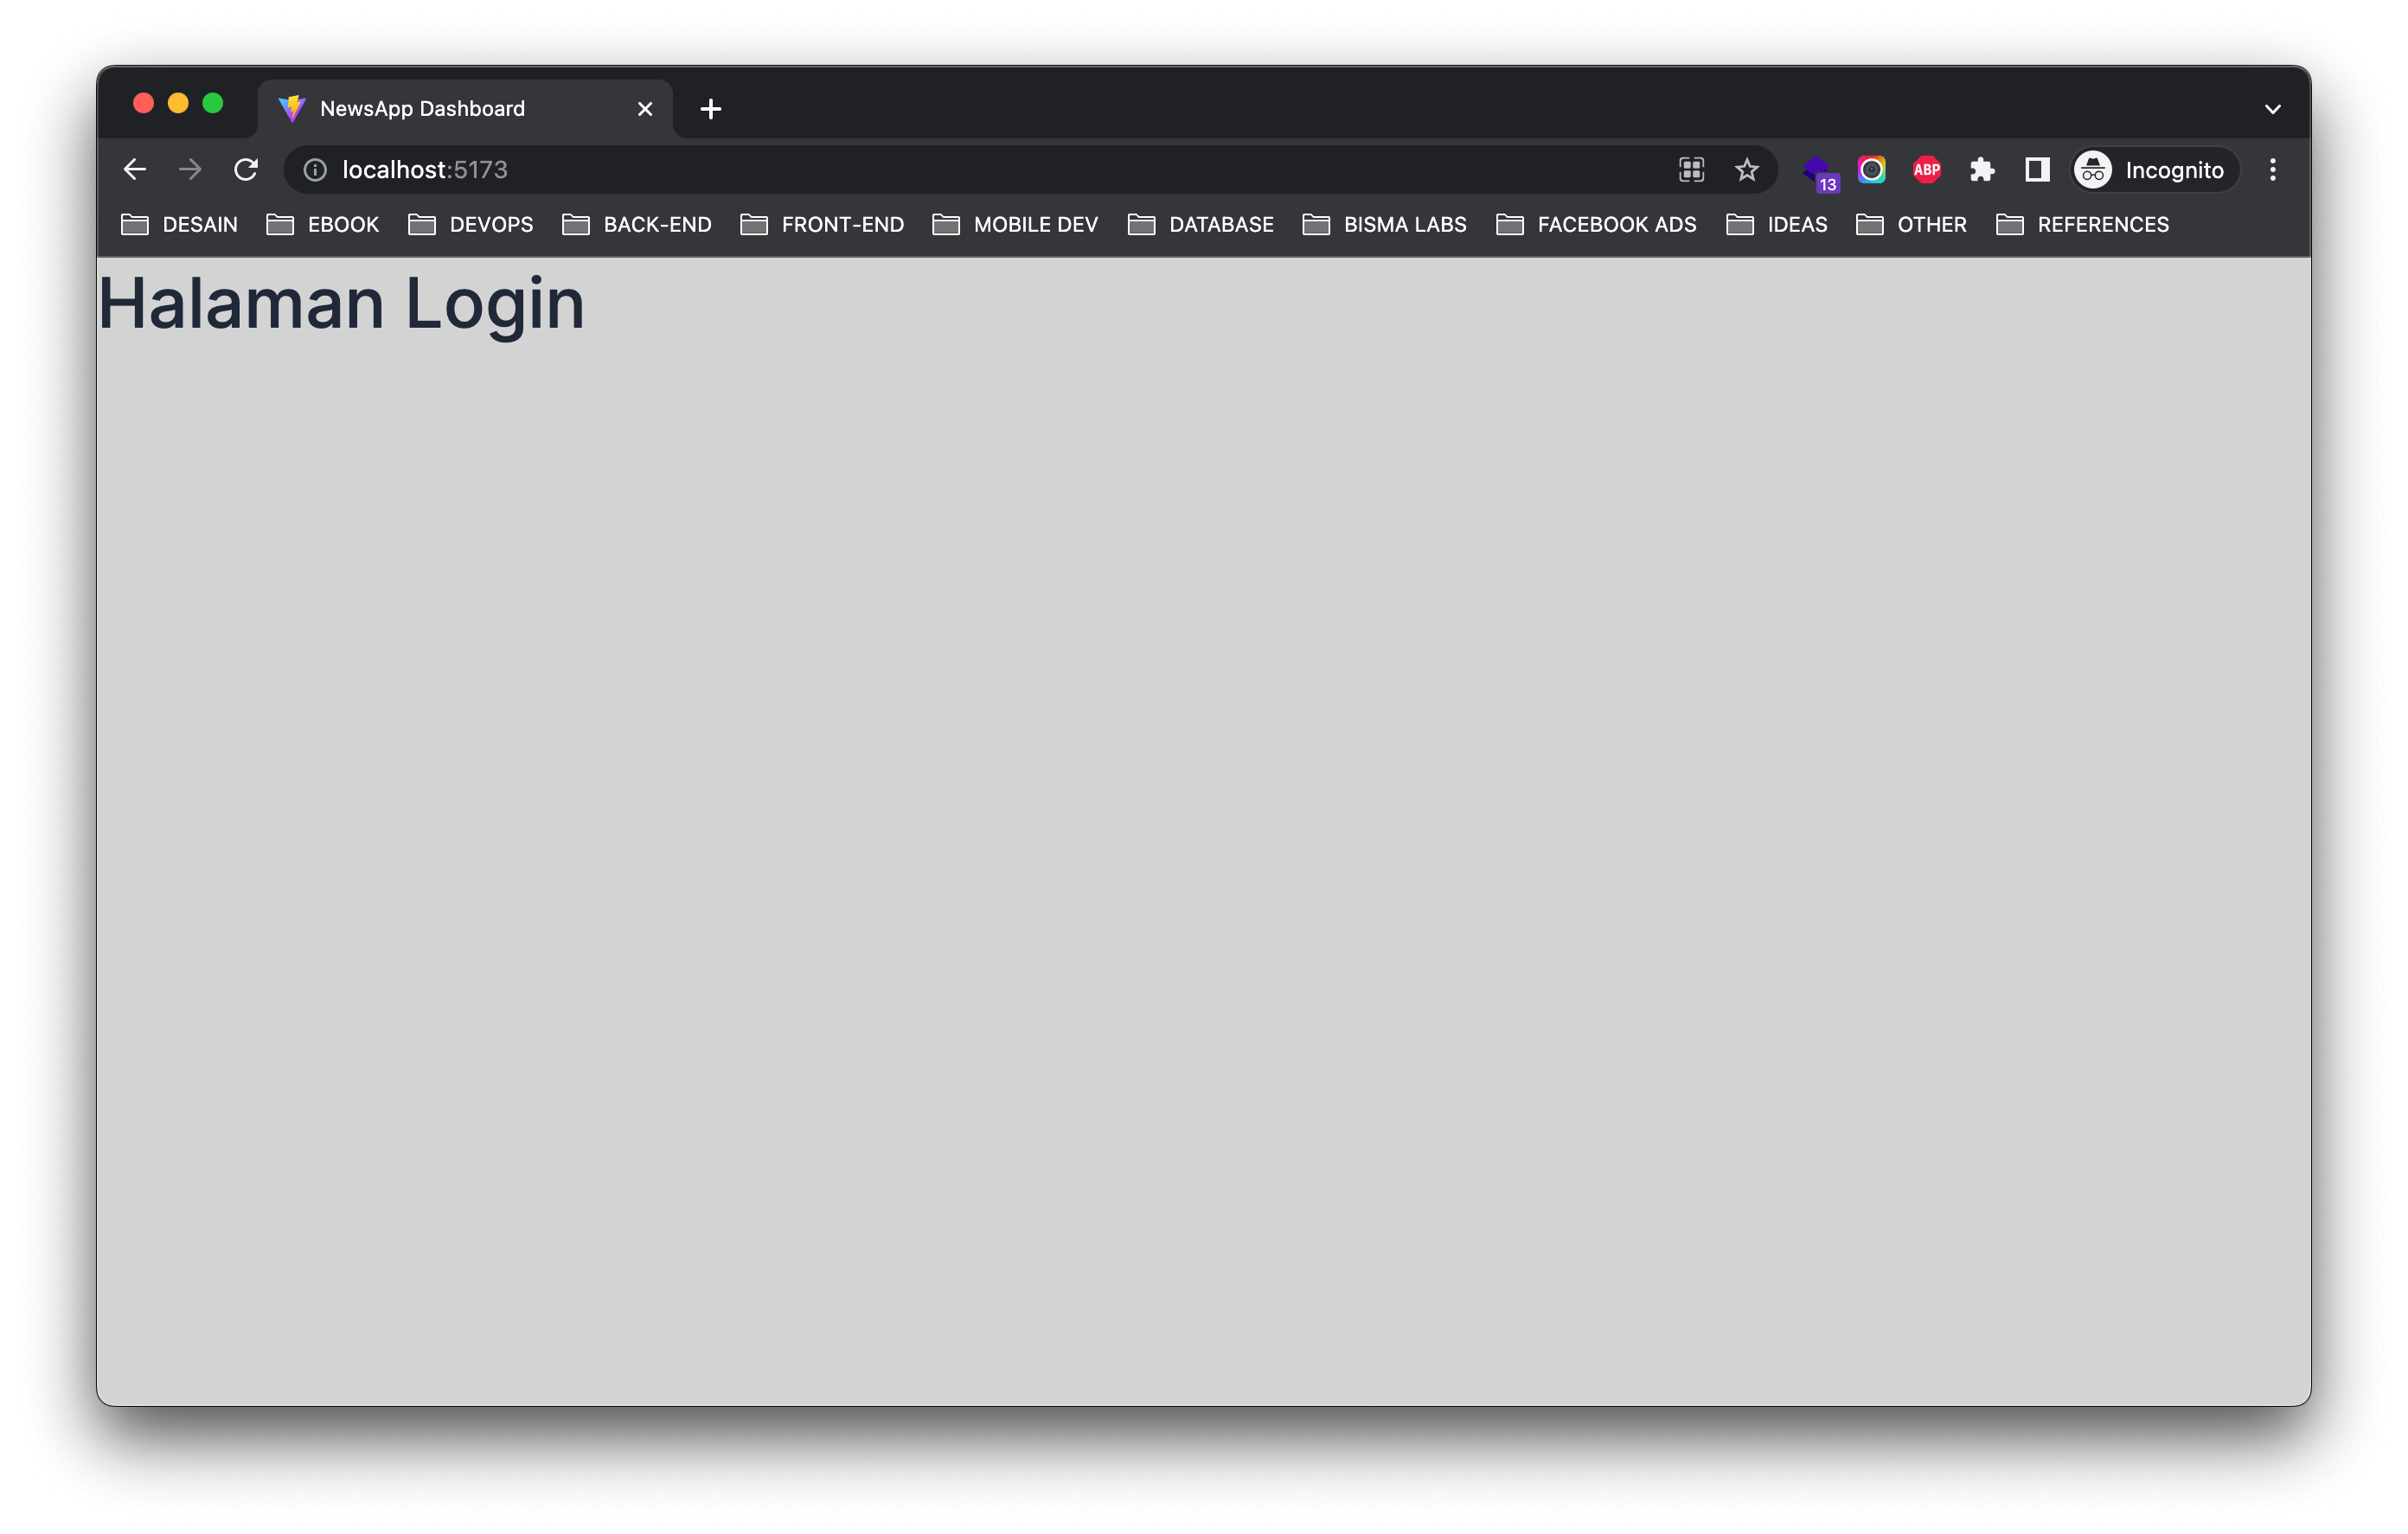 NewsApp Dashboard
localhost:5173
13
ABP
Incognito
DESAIN EBOOK DEVOPS BACK-END FRONT-END MOBILE DEV DATABASE BISMA LABS FACEBOOK ADS IDEAS OTHER REFERENCES
Halaman Login